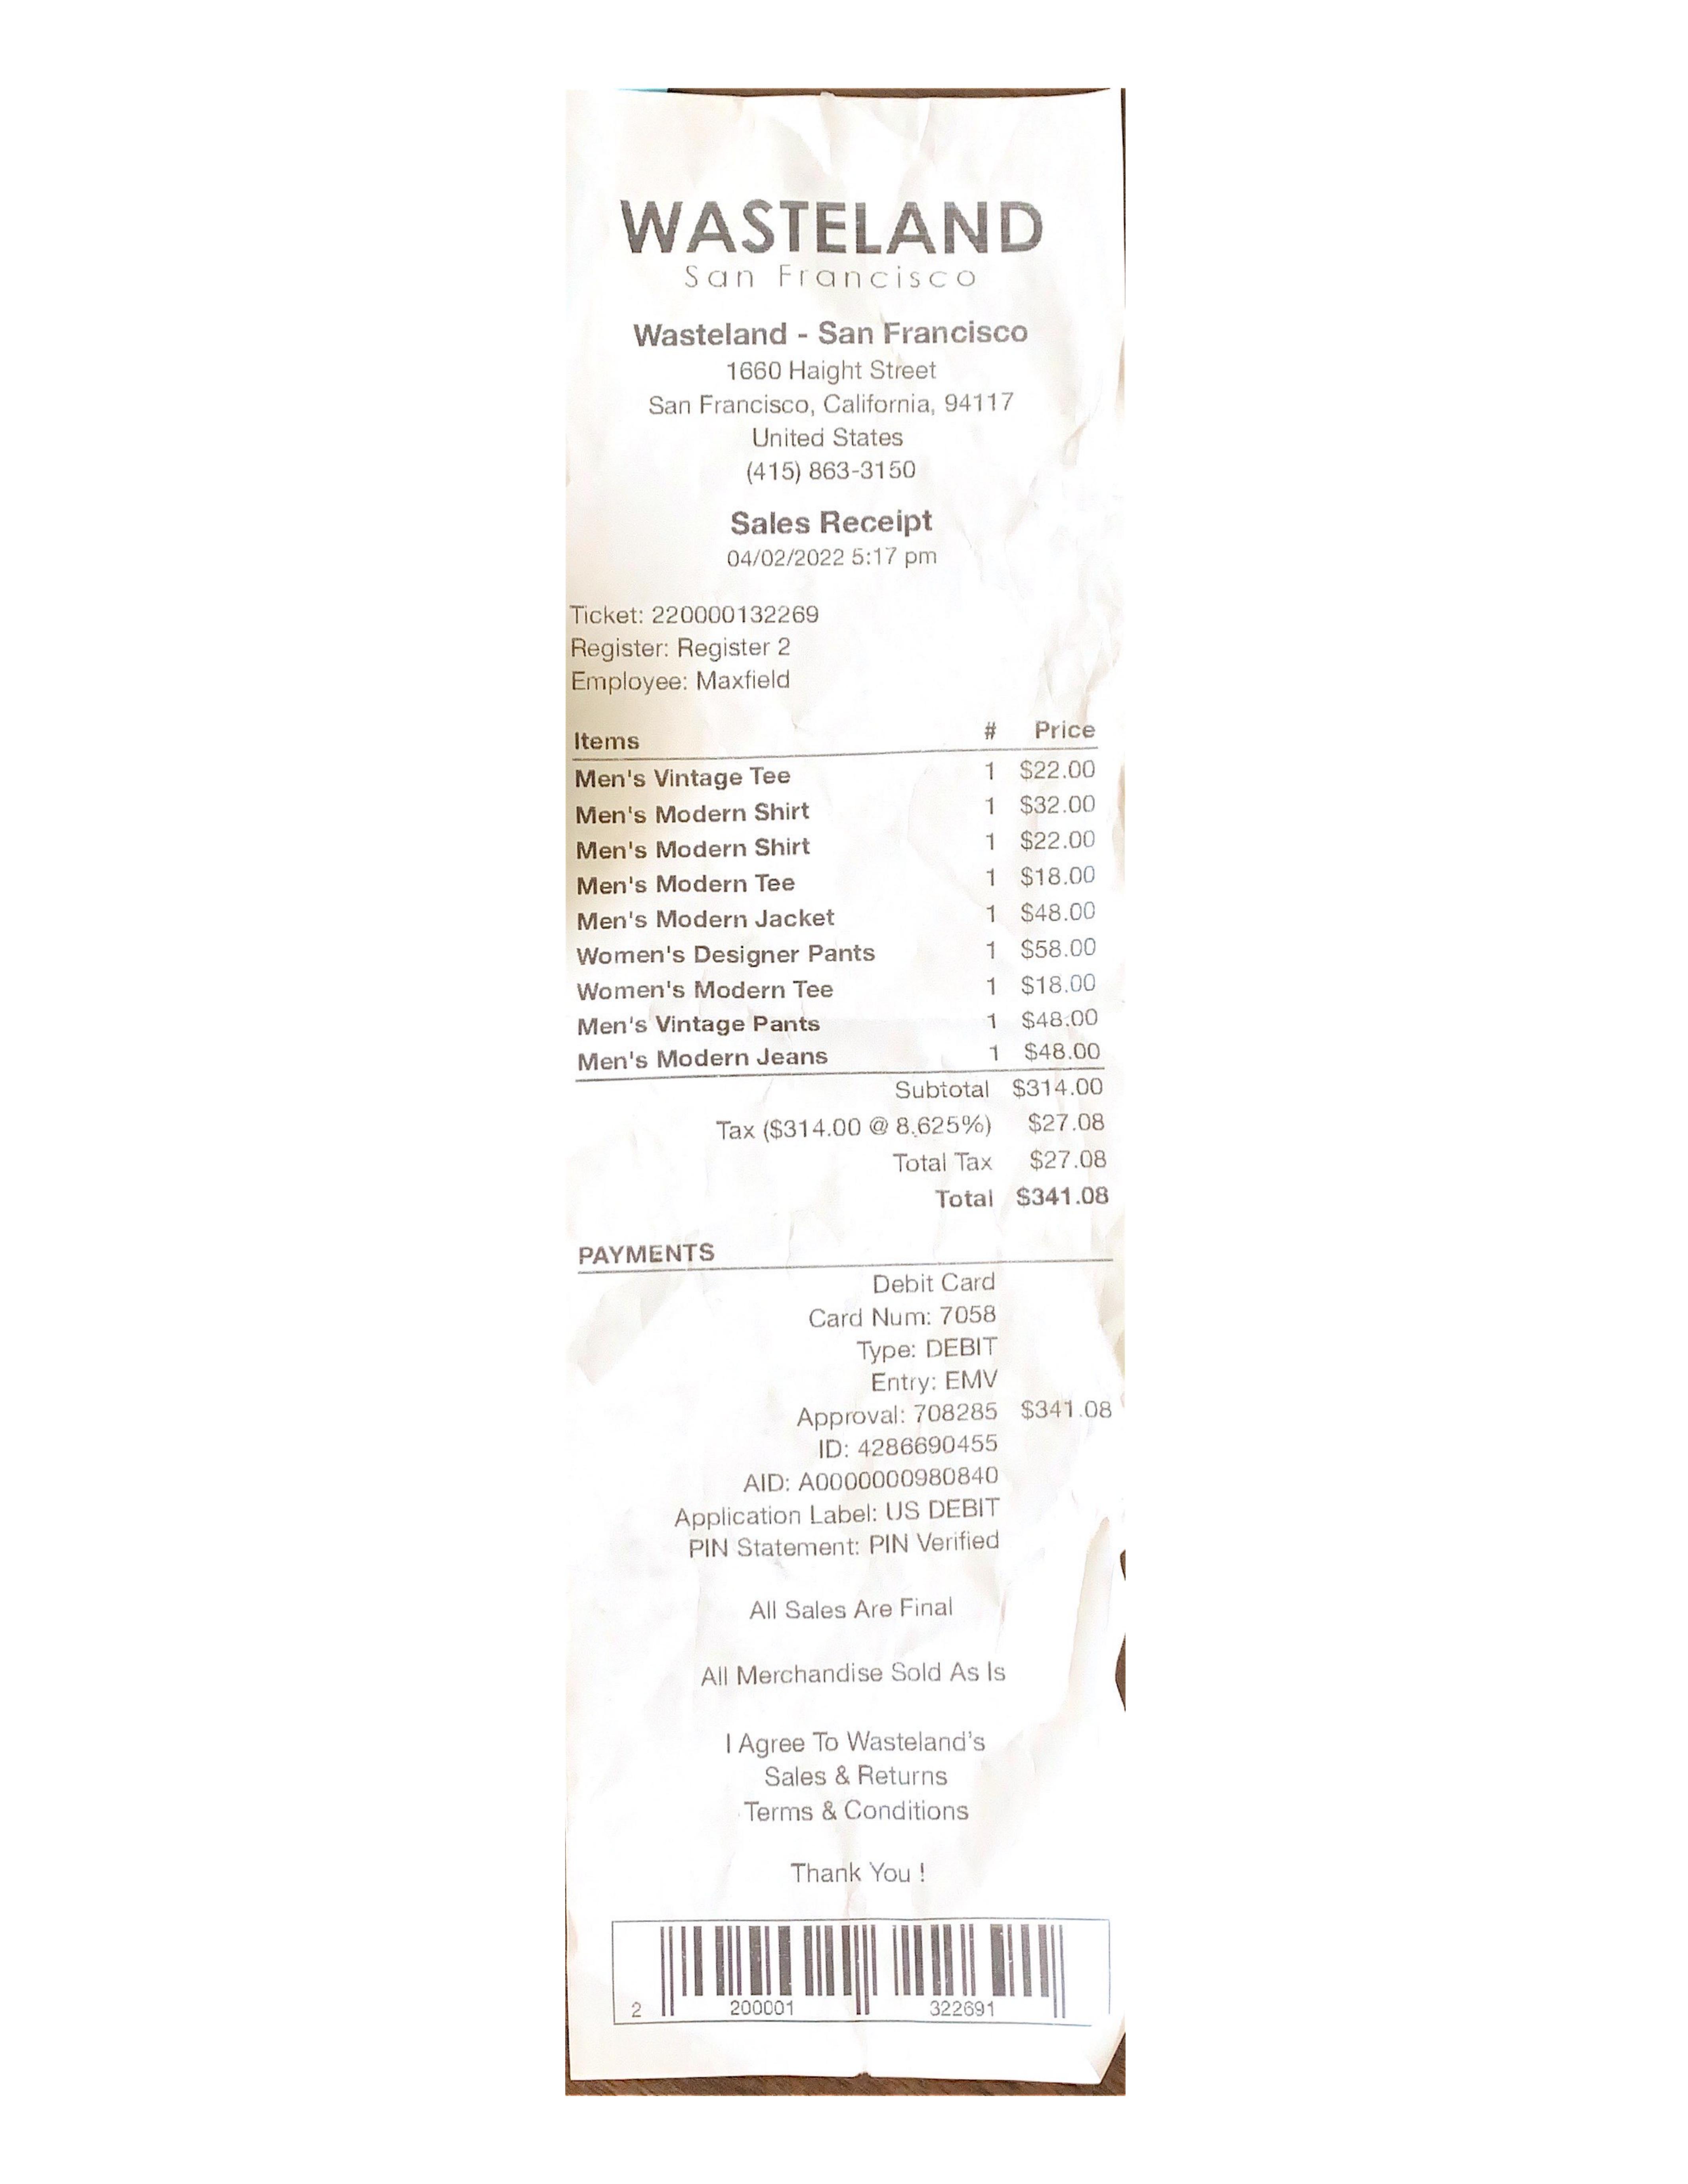 WASTELAND
San Francisco
Wasteland - San Francisco
1660 Haight Street
San Francisco, California, 94117
United States
(415) 863-3150
Sales Receipt
04/02/2022 5:17 pm
Ticket: 220000132269
Register: Register 2
Employee: Maxfield
Items # Price
Men's Vintage Tee 1 $22.00
Men's Modern Shirt 1 $32.00
Men's Modern Shirt 1 $22.00
Men's Modern Tee 1 $18.00
Men's Modern Jacket 1 $48.00
Women's Designer Pants 1 $58.00
Women's Modern Tee 1 $18.00
Men's Vintage Pants 1 $48.00
Men's Modern Jeans 1 $48.00
Subtotal $314.00
Tax ($314.00 @ 8.625%) $27.08
Total Tax $27.08
Total $341.08
PAYMENTS
Debit Card
Card Num: 7058
Type: DEBIT
Entry: EMV
Approval: 708285 $341.08
ID: 4286690455
AID: A0000000980840
Application Label: US DEBIT
PIN Statement: PIN Verified
All Sales Are Final
All Merchandise Sold As Is
I Agree To Wasteland's
Sales & Returns
Terms & Conditions
Thank You !
2 200001 322691